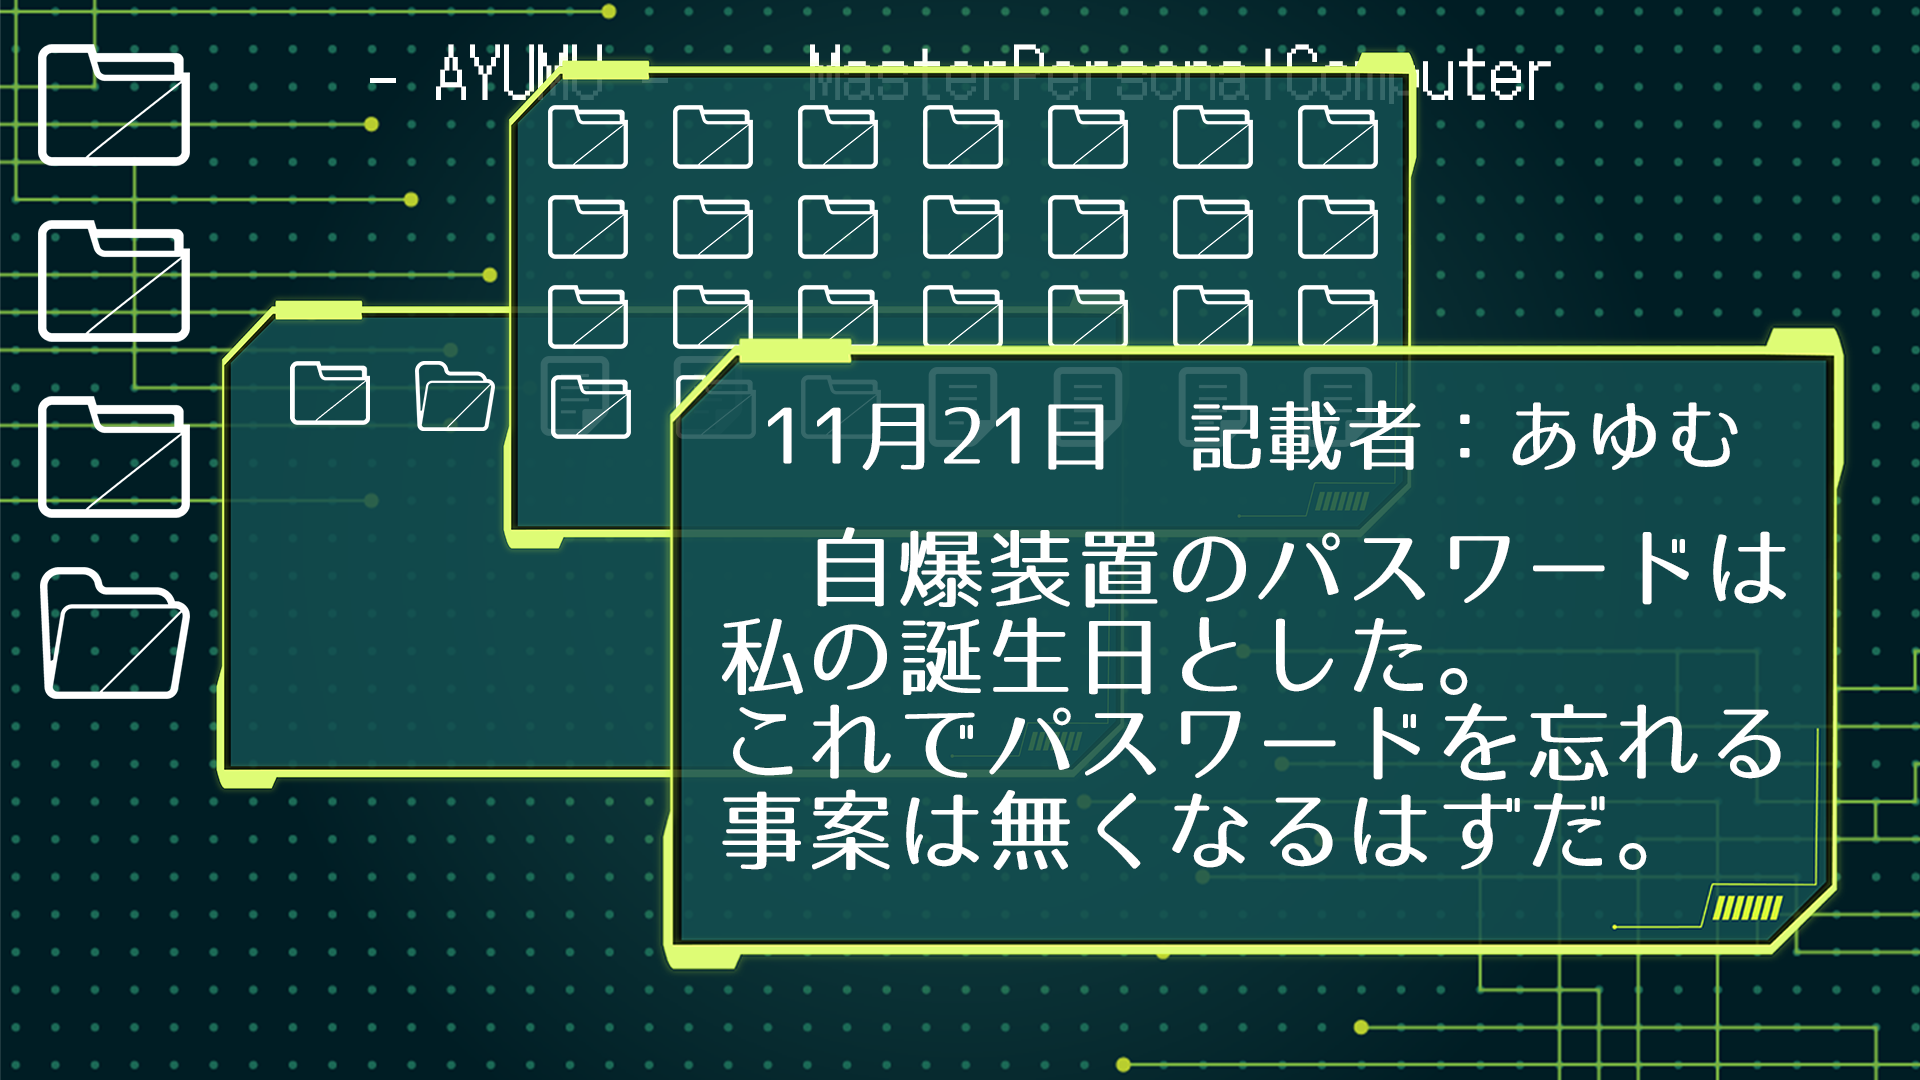 - AYUMU - MasterPersonalComputer
11月21日 記載者：あゆむ
自爆装置のパスワードは
私の誕生日とした。
これでパスワードを忘れる
事案は無くなるはずだ。